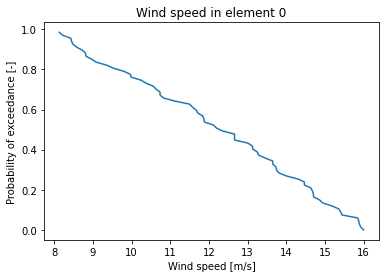 Wind speed in element 0
Probability of exceedance [-]
1.0
0.8
0.6
0.4
0.2
0.0
8 9 10 11 12 13 14 15 16
Wind speed [m/s]